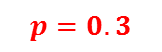 p = 0.3